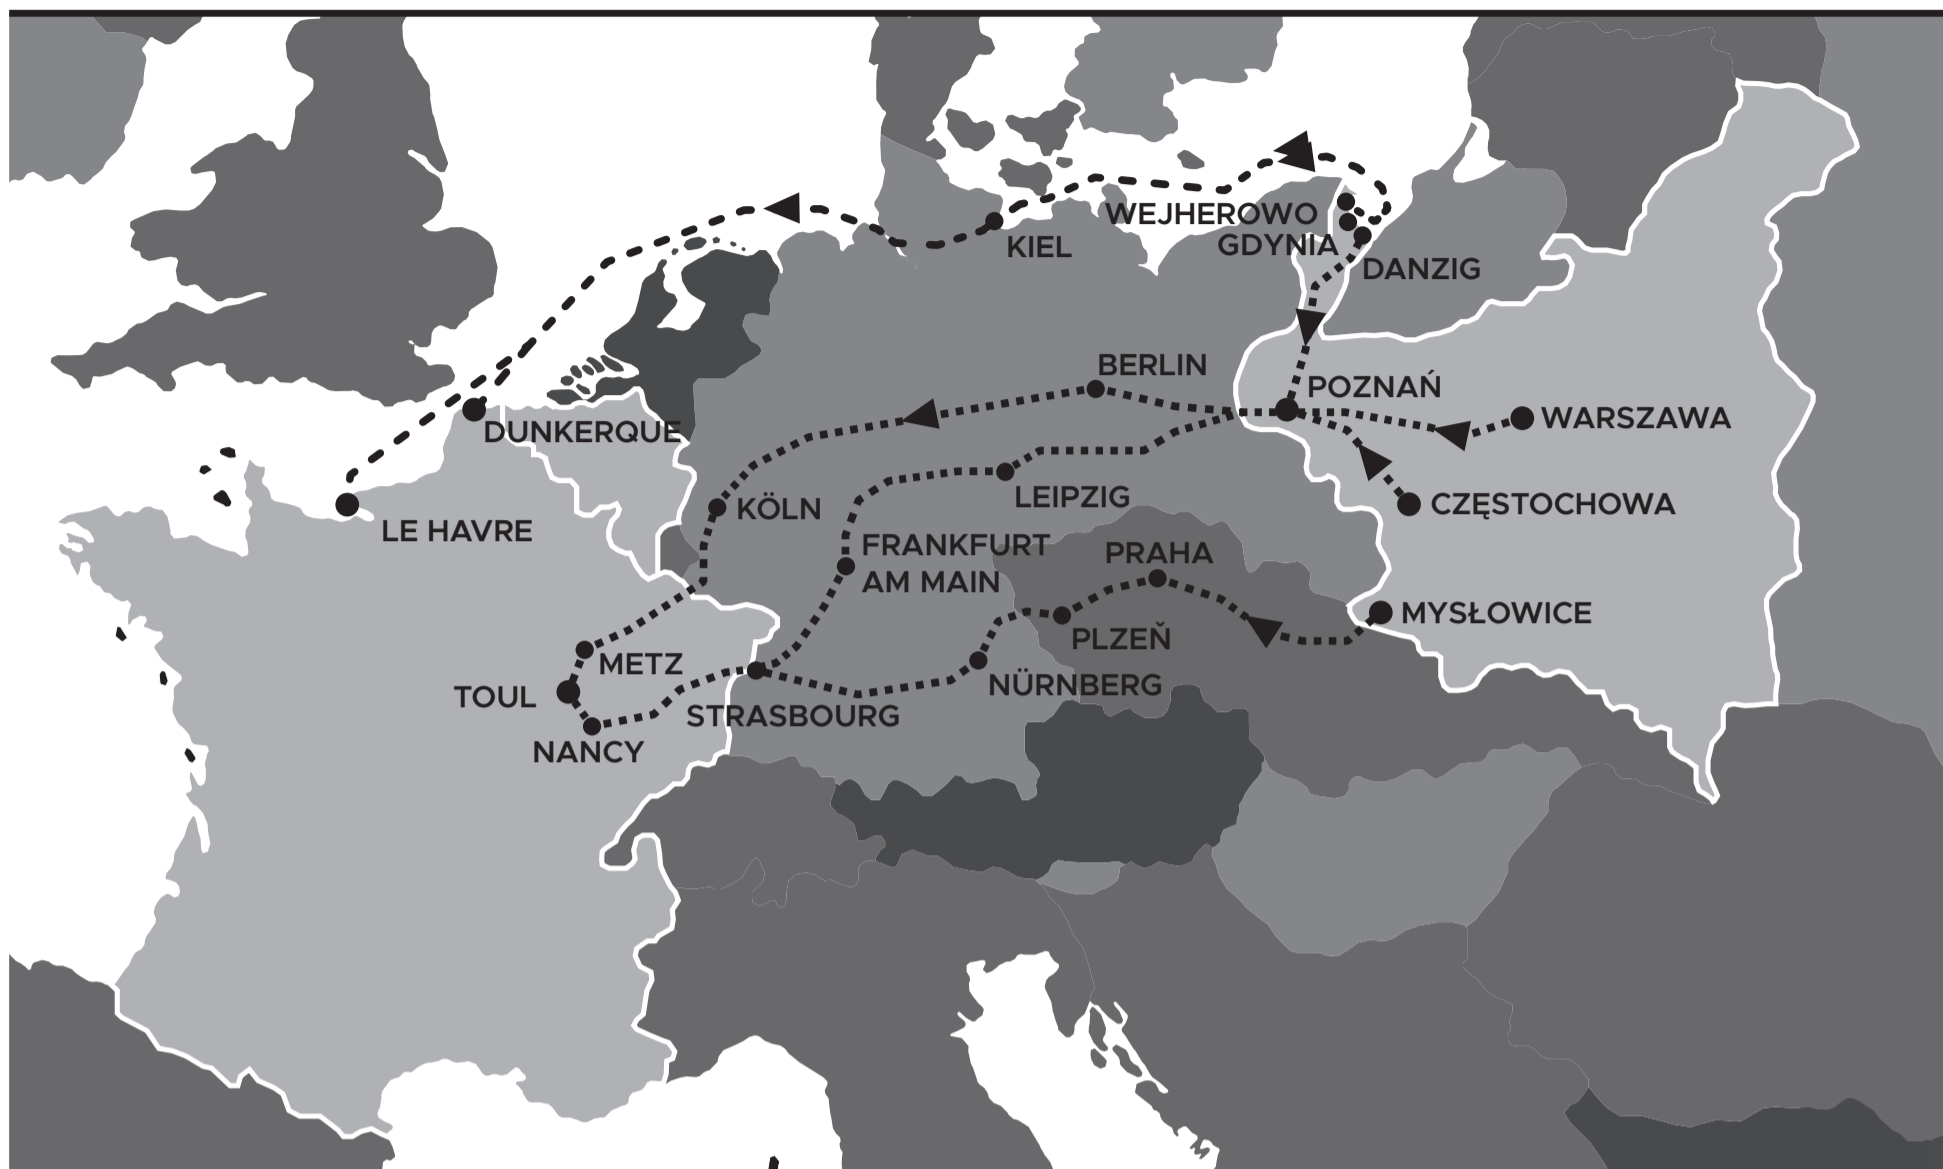 WEJHEROWO
KIEL
GDYNIA
DANZIG
BERLIN
POZNAŃ
WARSZAWA
DUNKERQUE
LEIPZIG
KÖLN
CZĘSTOCHOWA
LE HAVRE
FRANKFURT
AM MAIN
PRAHA
MYSŁOWICE
PLZEŇ
METZ
NÜRNBERG
TOUL
STRASBOURG
NANCY